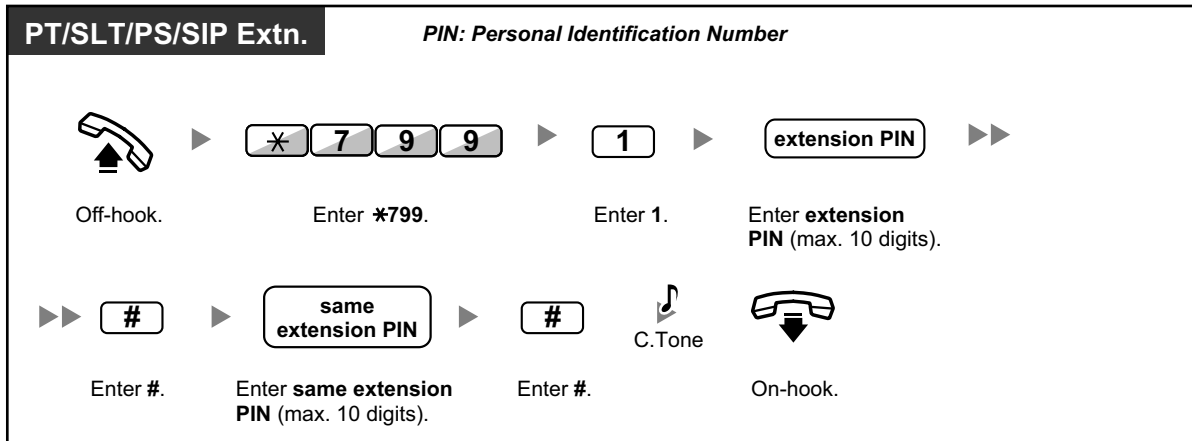 PT/SLT/PS/SIP Extn.
PIN: Personal Identification Number
* 7 9 9
1
extension PIN
Off-hook.
Enter *799.
Enter 1.
Enter extension
PIN (max. 10 digits).
#
same
extension PIN
#
C.Tone
Enter #.
Enter same extension
PIN (max. 10 digits).
Enter #.
On-hook.